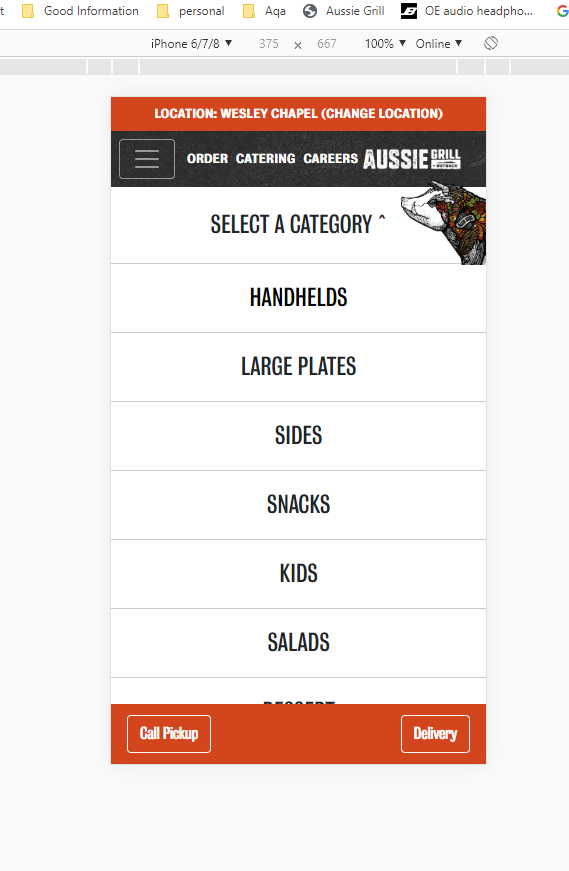 t Good Information personal Aqa Aussie Grill OE audio headpho...
iPhone 6/7/8 ▼ 375 × 667 100% ▼ Online ▼
LOCATION: WESLEY CHAPEL (CHANGE LOCATION)
ORDER CATERING CAREERS AUSSIE GRILL
OUTBACK
SELECT A CATEGORY ^
HANDHELDS
LARGE PLATES
SIDES
SNACKS
KIDS
SALADS
DESSERT
Call Pickup Delivery